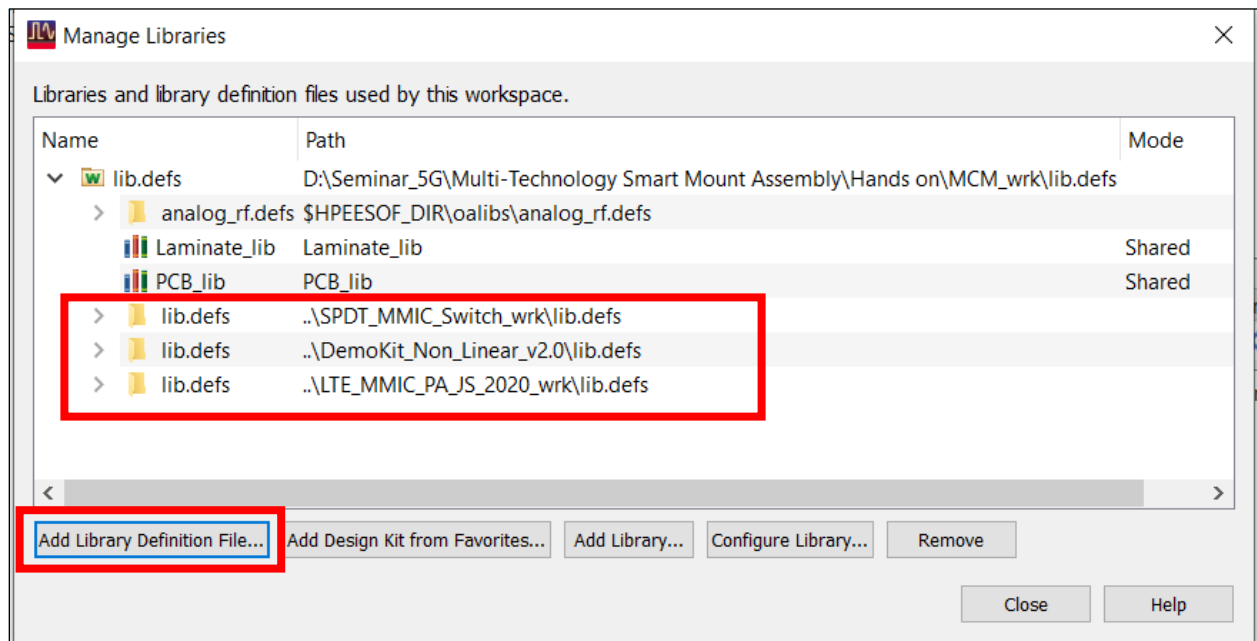 Manage Libraries
Libraries and library definition files used by this workspace.
Name Path Mode
lib.defs D:\Seminar_5G\Multi-Technology Smart Mount Assembly\Hands on\MCM_wrk\lib.defs
analog_rf.defs $HPEESOF_DIR\oalibs\analog_rf.defs
Laminate_lib Laminate_lib Shared
PCB_lib PCB_lib Shared
lib.defs ..\SPDT_MMIC_Switch_wrk\lib.defs
lib.defs ..\DemoKit_Non_Linear_v2.0\lib.defs
lib.defs ..\LTE_MMIC_PA_JS_2020_wrk\lib.defs
Add Library Definition File... Add Design Kit from Favorites... Add Library... Configure Library... Remove
Close Help